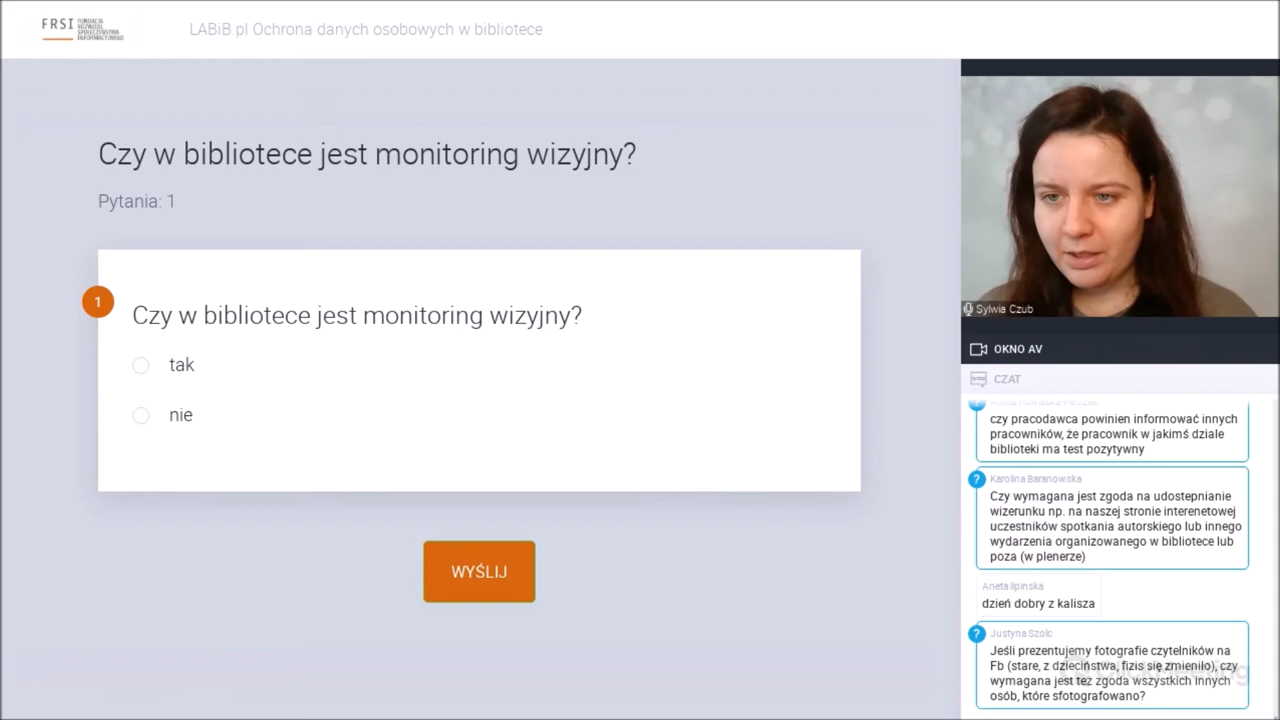 FRSI FUNDACJA
ROZWOJU
SPOŁECZEŃSTWA
INFORMACYJNEGO
LABiB.pl Ochrona danych osobowych w bibliotece
Czy w bibliotece jest monitoring wizyjny?
Pytania: 1
1
Czy w bibliotece jest monitoring wizyjny?
tak
nie
WYŚLIJ
Sylwia Czub
OKNO AV
CZAT
?
czy pracodawca powinien informować innych
pracowników, że pracownik w jakimś dziale
biblioteki ma test pozytywny
? Karolina Baranowska
Czy wymagana jest zgoda na udostepnianie
wizerunku np. na naszej stronie interenetowej
uczestników spotkania autorskiego lub innego
wydarzenia organizowanego w bibliotece lub
poza (w plenerze)
Aneta lipinska
dzień dobry z kalisza
? Justyna Szolc
Jeśli prezentujemy fotografie czytelników na
Fb (stare, z dzieciństwa, fizis się zmieniło), czy
wymagana jest też zgoda wszystkich innych
osób, które sfotografowano?